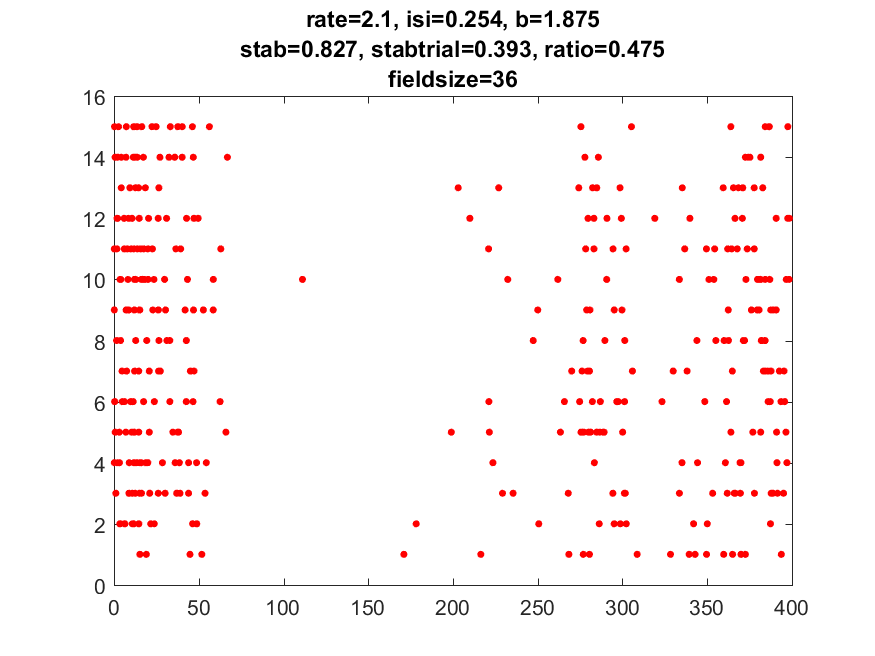 rate=2.1, isi=0.254, b=1.875
stab=0.827, stabtrial=0.393, ratio=0.475
fieldsize=36
16
14
12
10
8
6
4
2
0
0 50 100 150 200 250 300 350 400